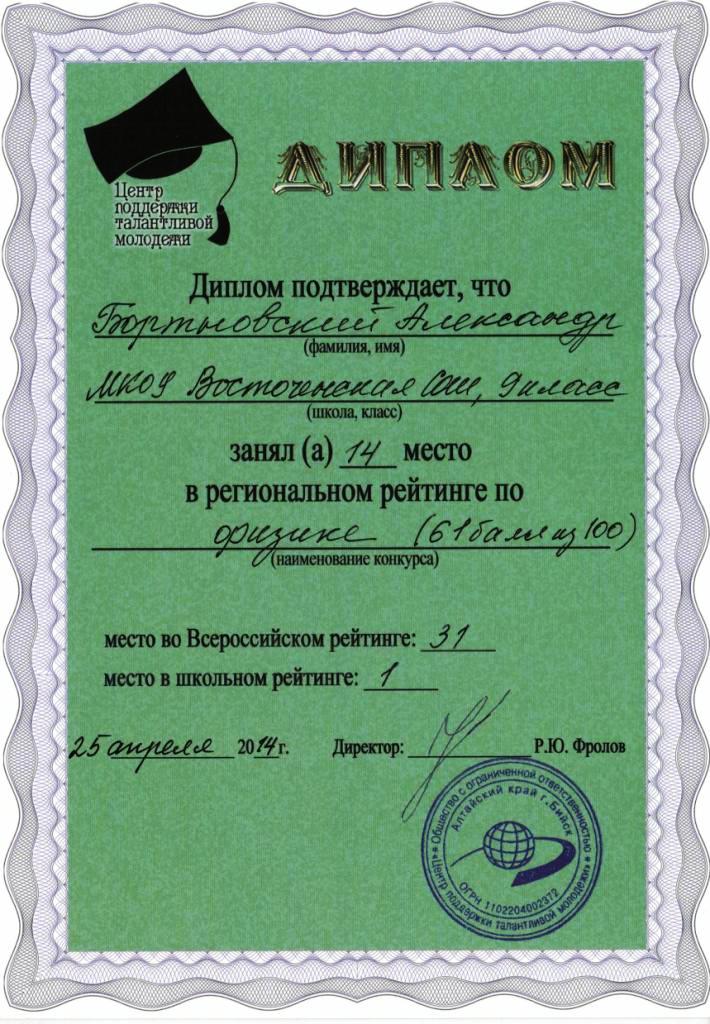 Центр
поддержки
талантливой
молодежи
ДИПЛОМ
Диплом подтверждает, что
Бортновский Александр
(фамилия, имя)
МКОУ Восточенская СОШ, 9 класс
(школа, класс)
занял (а) 14 место
в региональном рейтинге по
физике (61 балл из 100)
(наименование конкурса)
место во Всероссийском рейтинге: 31
место в школьном рейтинге: 1
25 апреля 2014г. Директор: Р.Ю. Фролов
Общество с ограниченной ответственностью
«Центр поддержки талантливой молодежи»
Алтайский край г.Бийск
ОГРН 1102204002372